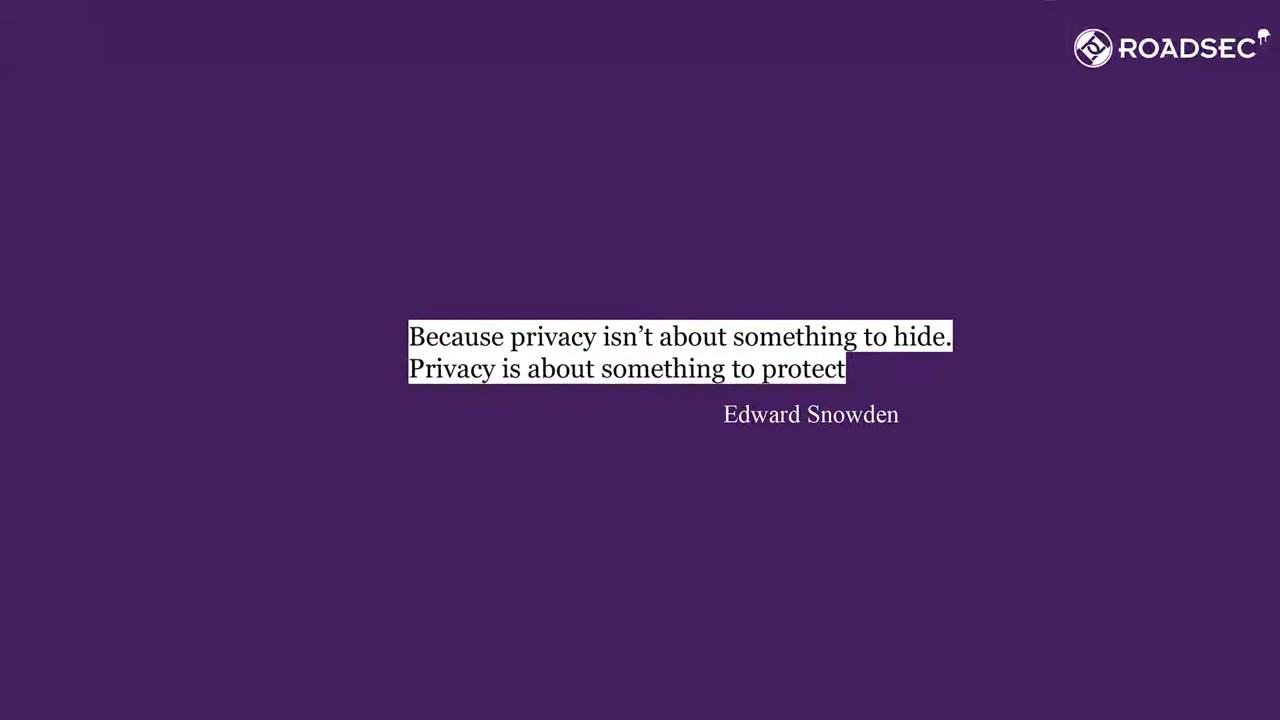 ROADSEC
Because privacy isn’t about something to hide.
Privacy is about something to protect
Edward Snowden